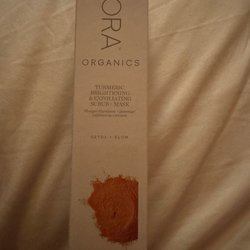 ORA
ORGANICS
TURMERIC
BRIGHTENING
& EXFOLIATING
SCRUB + MASK
DETOX + GLOW